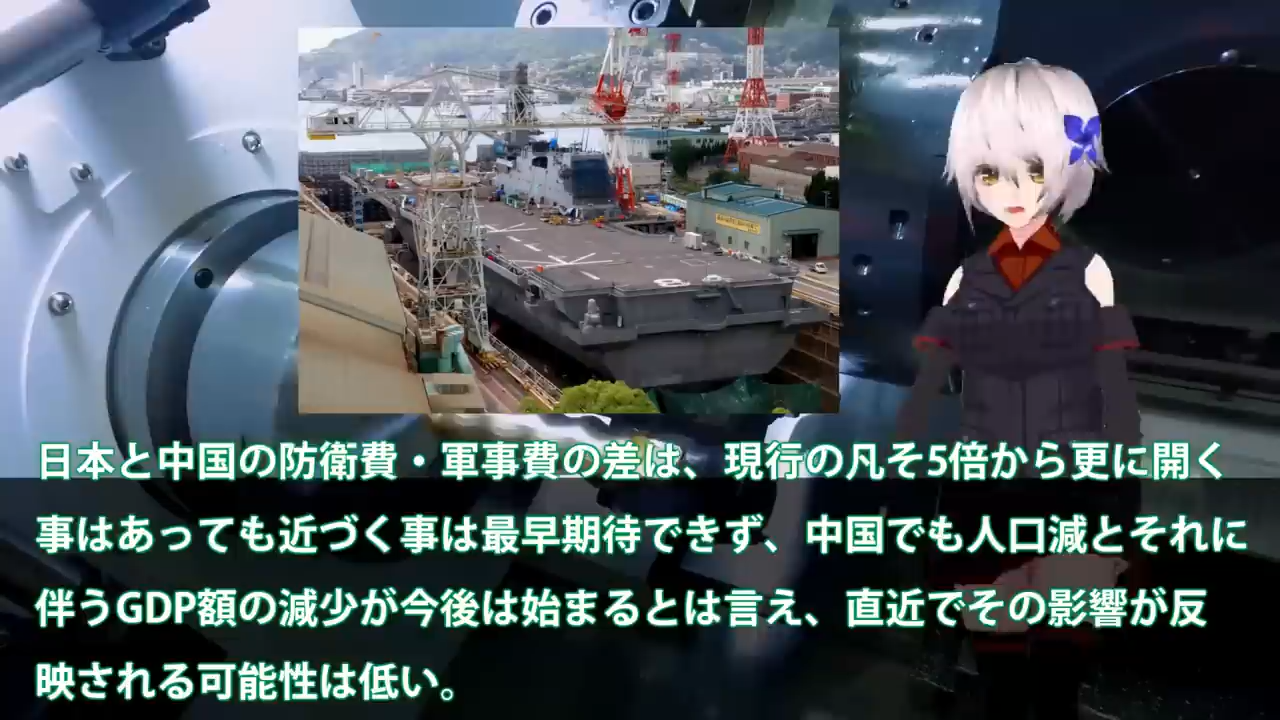 日本と中国の防衛費・軍事費の差は、現行の凡そ5倍から更に開く
事はあっても近づく事は最早期待できず、中国でも人口減とそれに
伴うGDP額の減少が今後は始まるとは言え、直近でその影響が反
映される可能性は低い。